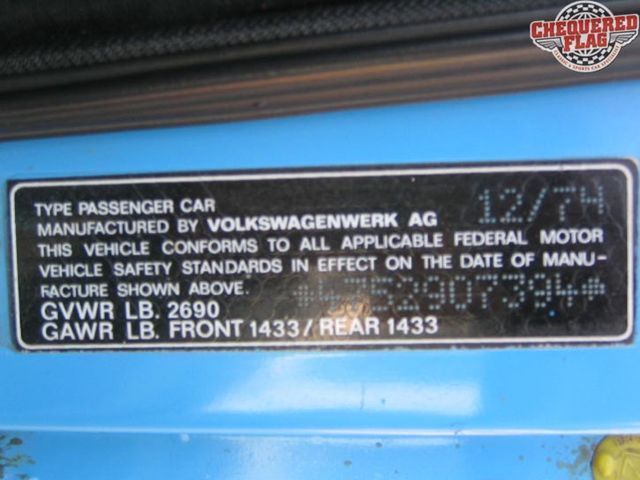 CHEQUERED
FLAG
TYPE PASSENGER CAR 12/74
MANUFACTURED BY VOLKSWAGENWERK AG
THIS VEHICLE CONFORMS TO ALL APPLICABLE FEDERAL MOTOR
VEHICLE SAFETY STANDARDS IN EFFECT ON THE DATE OF MANU-
FACTURE SHOWN ABOVE.
GVWR LB. 2690
GAWR LB. FRONT 1433/REAR 1433